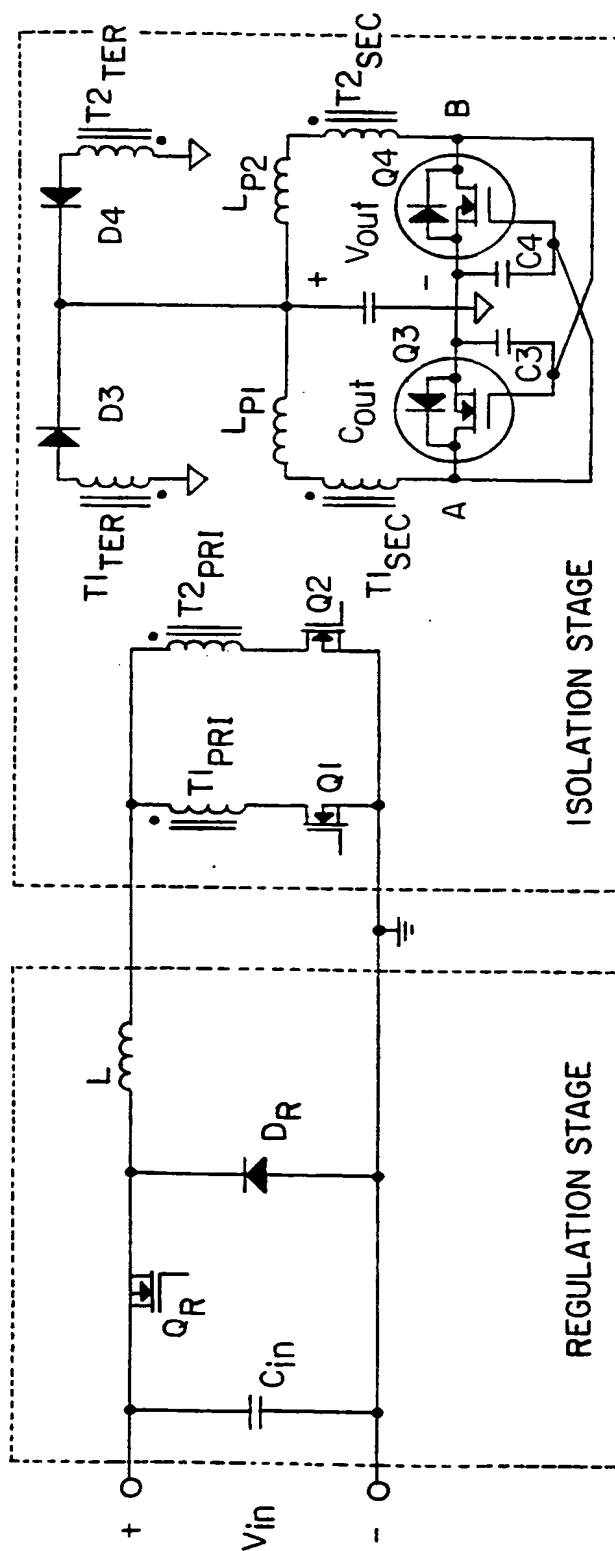 +
Vin
-
Cin
QR
DR
L
REGULATION STAGE
T1PRI
T2PRI
Q1
Q2
ISOLATION STAGE
T1TER
D3
D4
T2TER
LP1
LP2
T1SEC
T2SEC
+
Cout
Vout
-
Q3
Q4
A
B
C3
C4